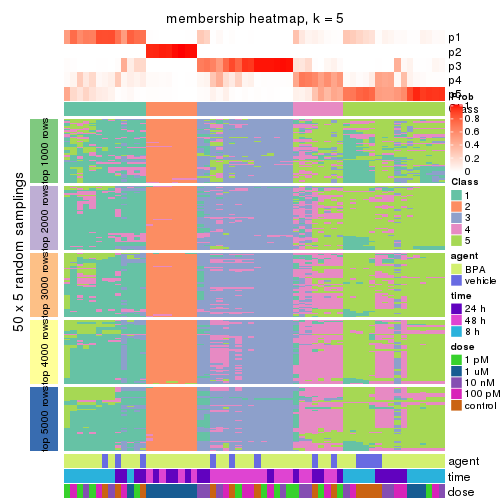 membership heatmap, k = 5
p1
p2
p3
p4
p5
50 x 5 random samplings
top 1000 rows
top 2000 rows
top 3000 rows
top 4000 rows
top 5000 rows
Prob
1
0.8
0.6
0.4
0.2
0
Class
Class
1
2
3
4
5
agent
BPA
vehicle
time
24 h
48 h
8 h
dose
1 pM
1 uM
10 nM
100 pM
control
agent
time
dose